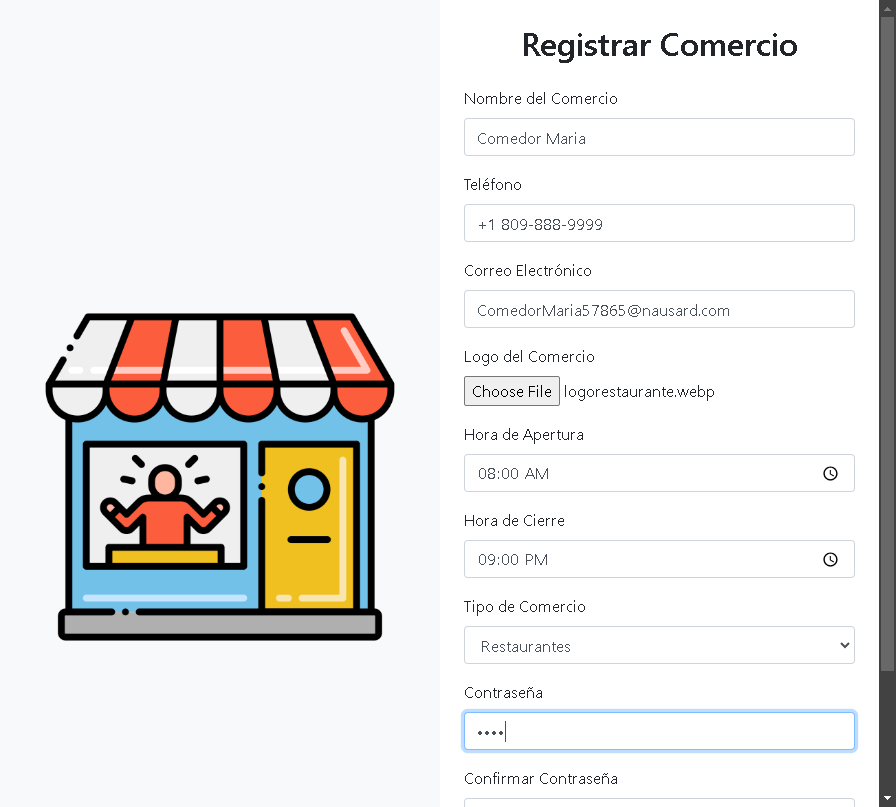 Registrar Comercio
Nombre del Comercio
Comedor Maria
Teléfono
+1 809-888-9999
Correo Electrónico
ComedorMaria57865@nausard.com
Logo del Comercio
Choose File logorestaurante.webp
Hora de Apertura
08:00 AM
Hora de Cierre
09:00 PM
Tipo de Comercio
Restaurantes
Contraseña
••••
Confirmar Contraseña